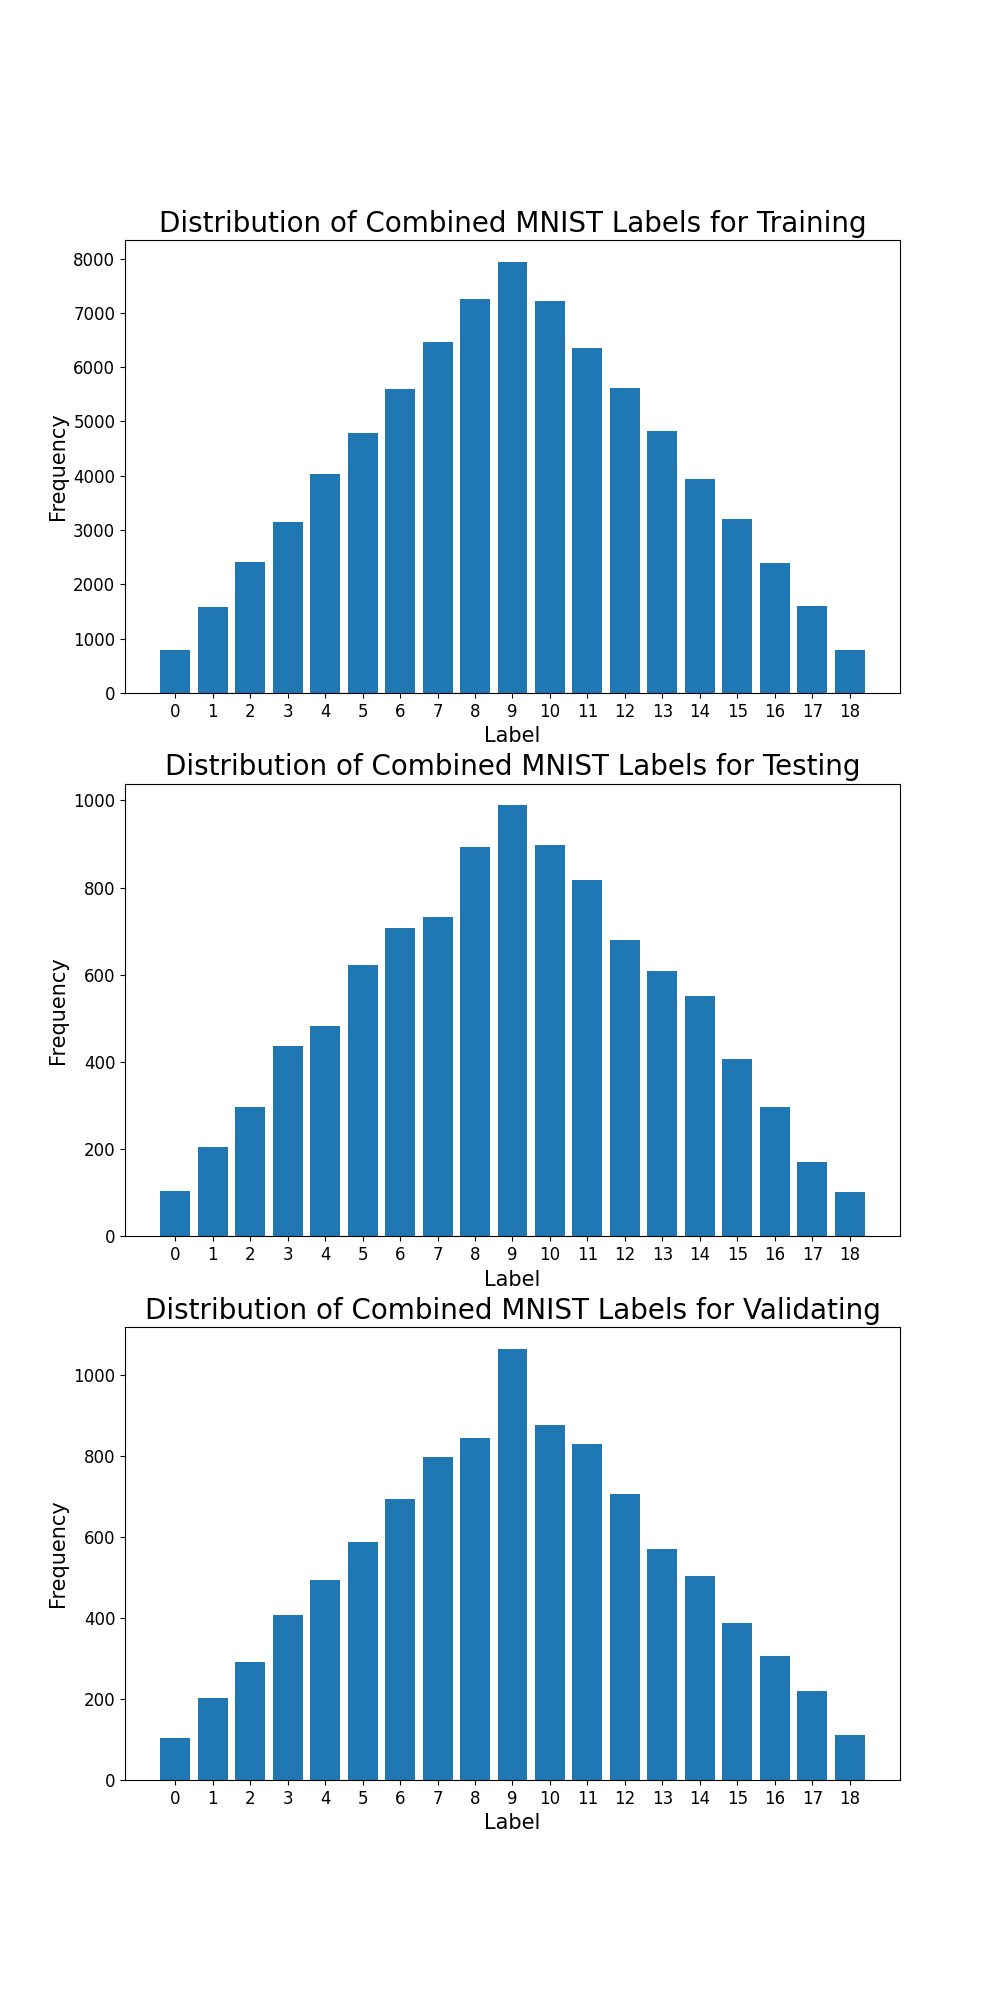 Distribution of Combined MNIST Labels for Training
8000
7000
6000
5000
4000
3000
2000
1000
0
Frequency
0 1 2 3 4 5 6 7 8 9 10 11 12 13 14 15 16 17 18
Label
Distribution of Combined MNIST Labels for Testing
1000
800
600
400
200
0
Frequency
0 1 2 3 4 5 6 7 8 9 10 11 12 13 14 15 16 17 18
Label
Distribution of Combined MNIST Labels for Validating
1000
800
600
400
200
0
Frequency
0 1 2 3 4 5 6 7 8 9 10 11 12 13 14 15 16 17 18
Label